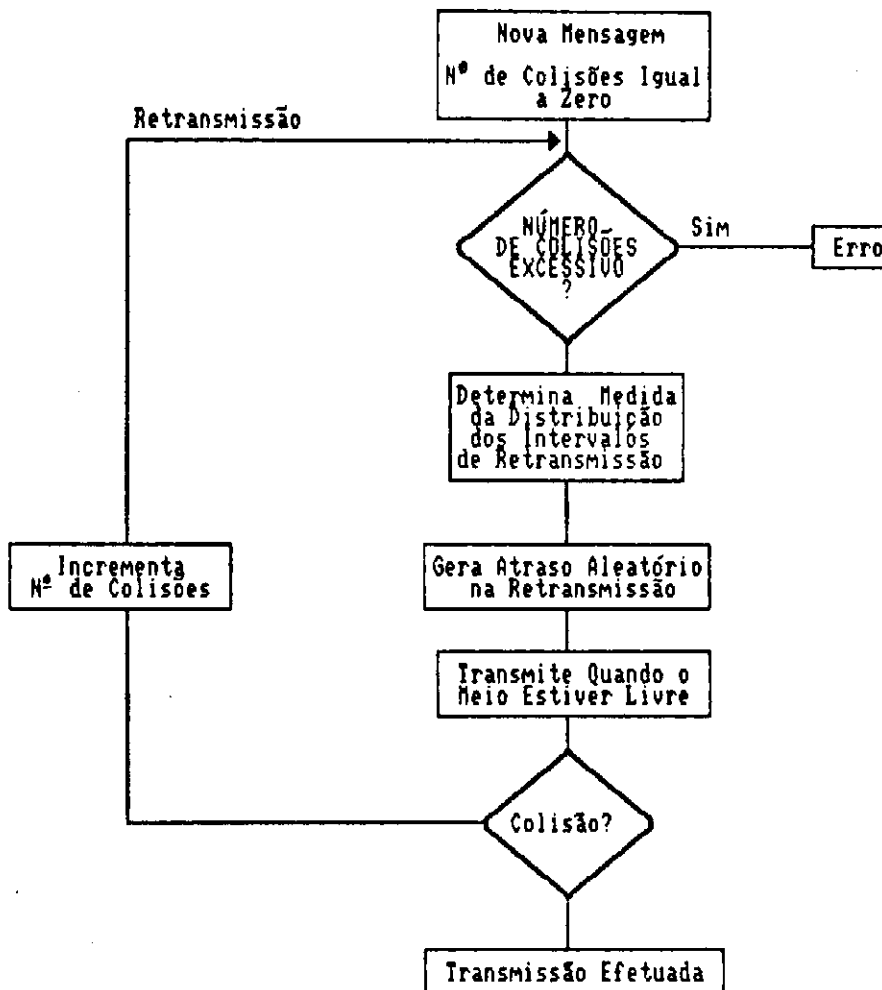 Nova Mensagem
Nº de Colisões Igual
a Zero
Retransmissão
NÚMERO
DE COLISÕES
EXCESSIVO
?
Sim
Erro
Determina Medida
da Distribuição
dos Intervalos
de Retransmissão
Incrementa
Nº de Colisões
Gera Atraso Aleatório
na Retransmissão
Transmite Quando o
Meio Estiver Livre
Colisão?
Transmissão Efetuada